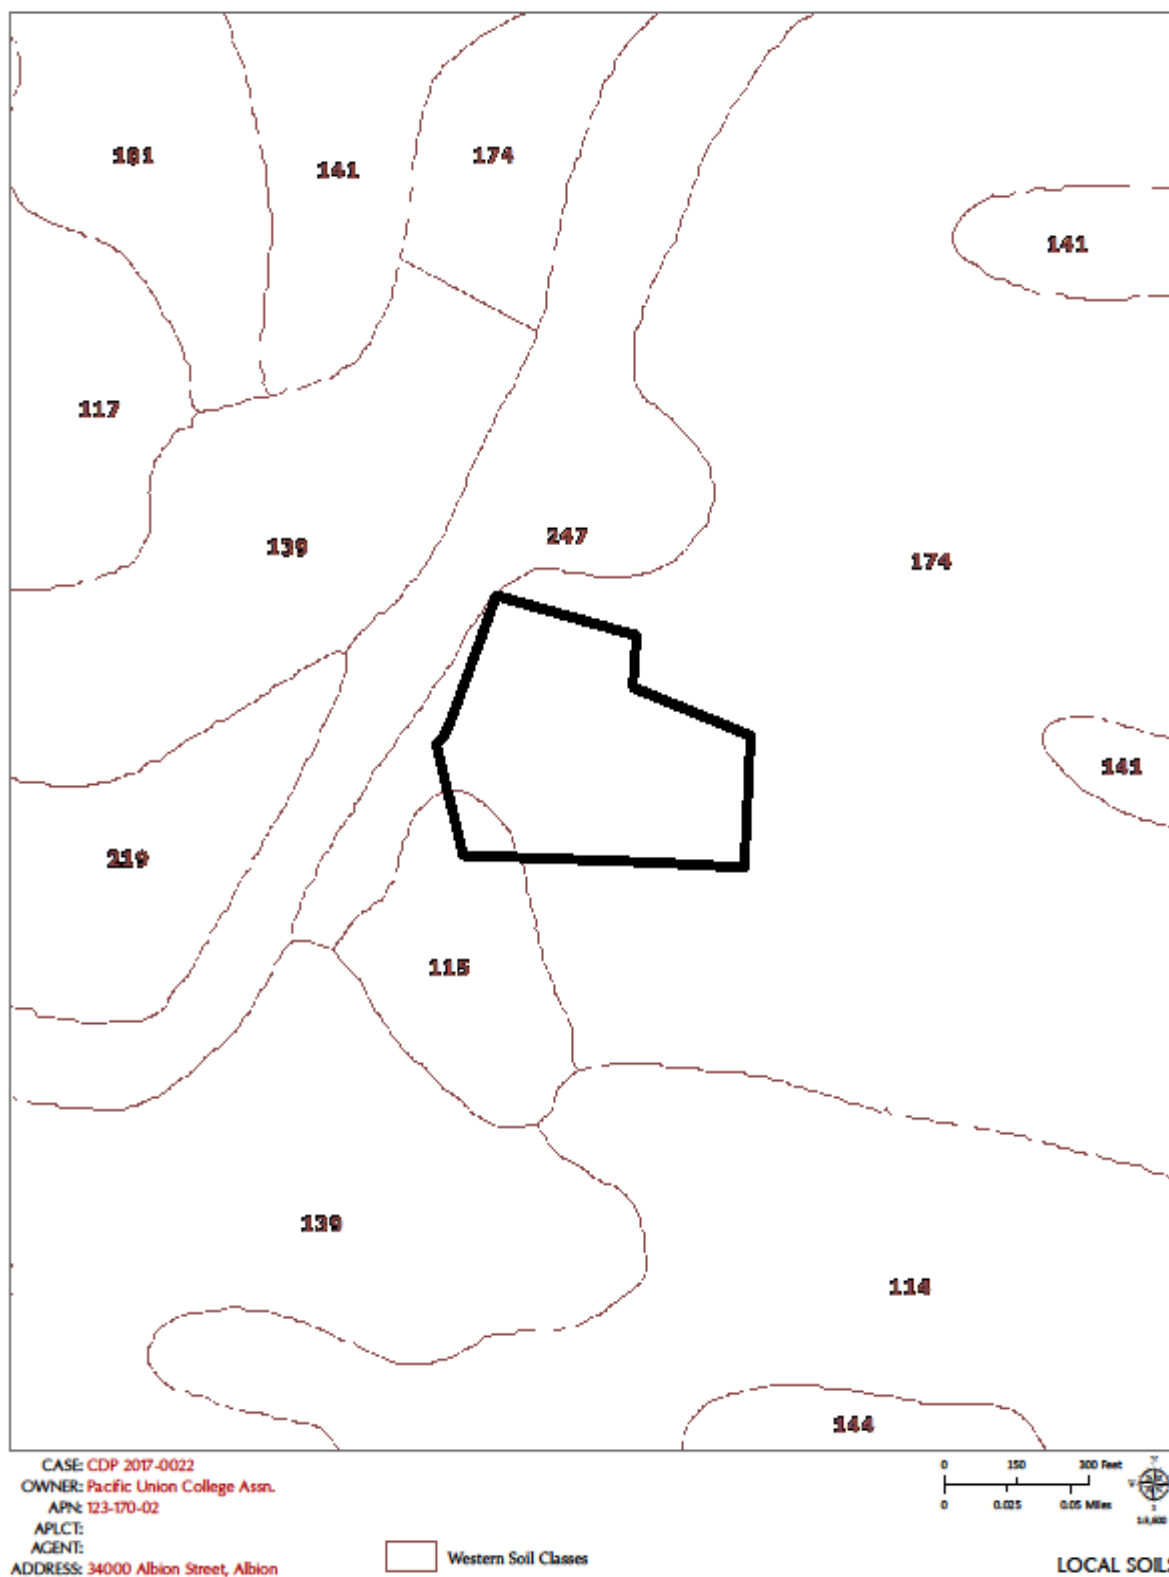 181
141
174
141
117
139
247
174
141
219
115
139
114
144
CASE: CDP 2017-0022
OWNER: Pacific Union College Assn.
APN: 123-170-02
APLCT:
AGENT:
ADDRESS: 34000 Albion Street, Albion
Western Soil Classes
0 150 300 Feet
0 0.025 0.05 Miles
LOCAL SOILS